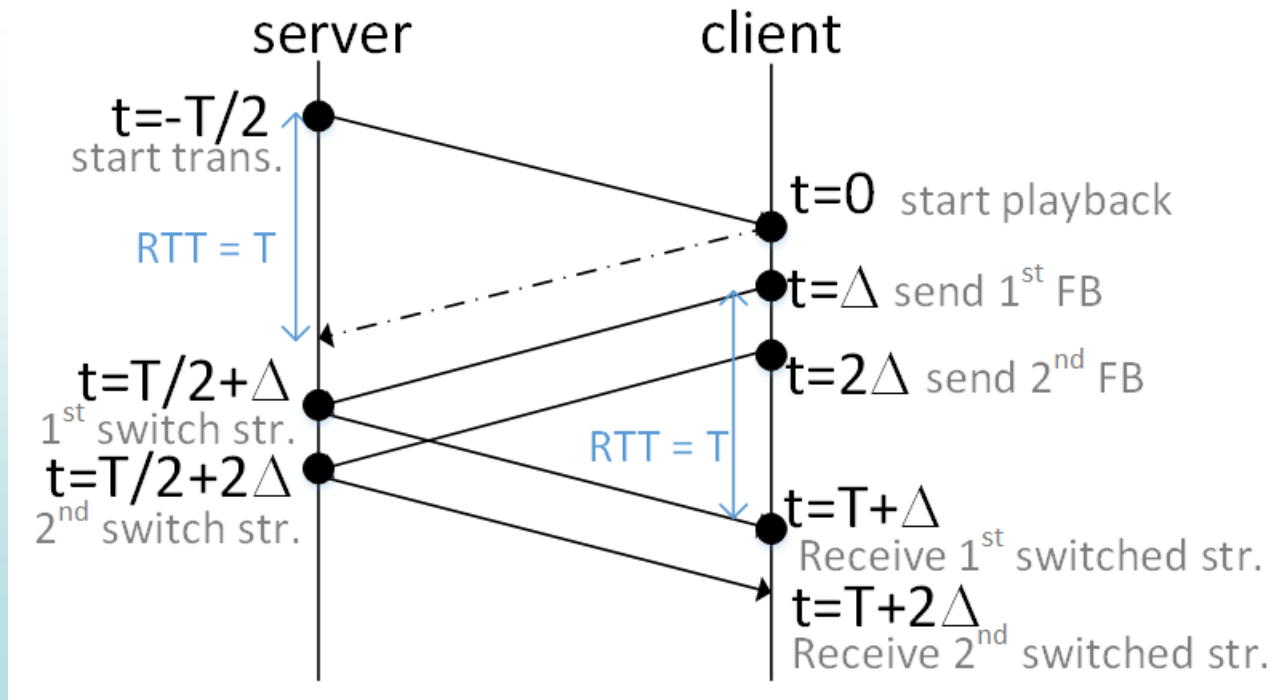 server
client
t=-T/2
start trans.
t=0 start playback
RTT = T
t=Δ send 1st FB
t=T/2+Δ
t=2Δ send 2nd FB
1st switch str.
RTT = T
t=T/2+2Δ
2nd switch str.
t=T+Δ
Receive 1st switched str.
t=T+2Δ
Receive 2nd switched str.